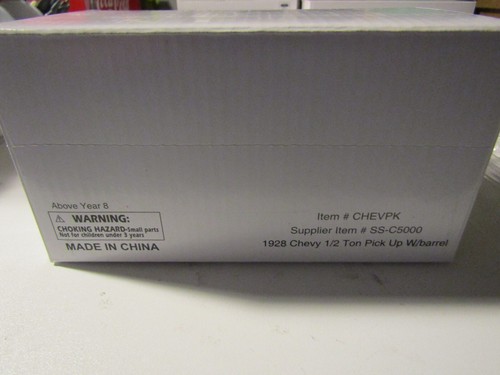 Above Year 8
⚠ WARNING:
CHOKING HAZARD-Small parts
Not for children under 3 years
MADE IN CHINA
Item # CHEVPK
Supplier Item # SS-C5000
1928 Chevy 1/2 Ton Pick Up W/barrel